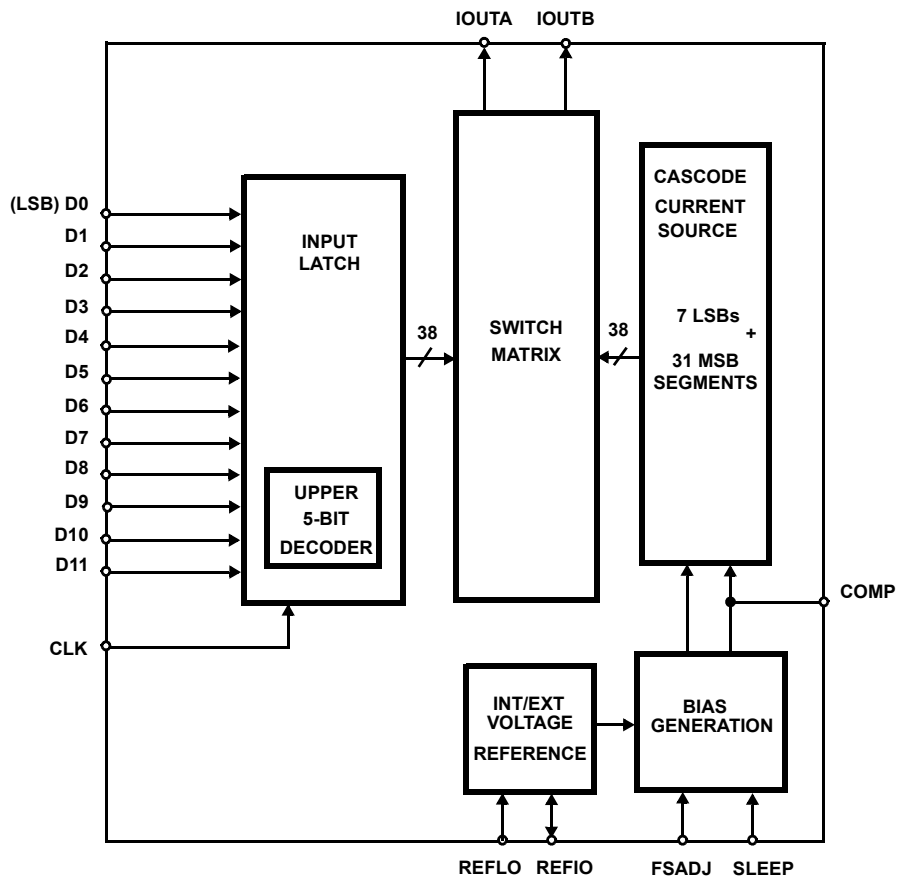 IOUTA IOUTB
(LSB) D0
D1
D2
D3
D4
D5
D6
D7
D8
D9
D10
D11
CLK
INPUT
LATCH
UPPER
5-BIT
DECODER
38
SWITCH
MATRIX
38
CASCODE
CURRENT
SOURCE
7 LSBs
+
31 MSB
SEGMENTS
COMP
INT/EXT
VOLTAGE
REFERENCE
BIAS
GENERATION
REFLO REFIO FSADJ SLEEP